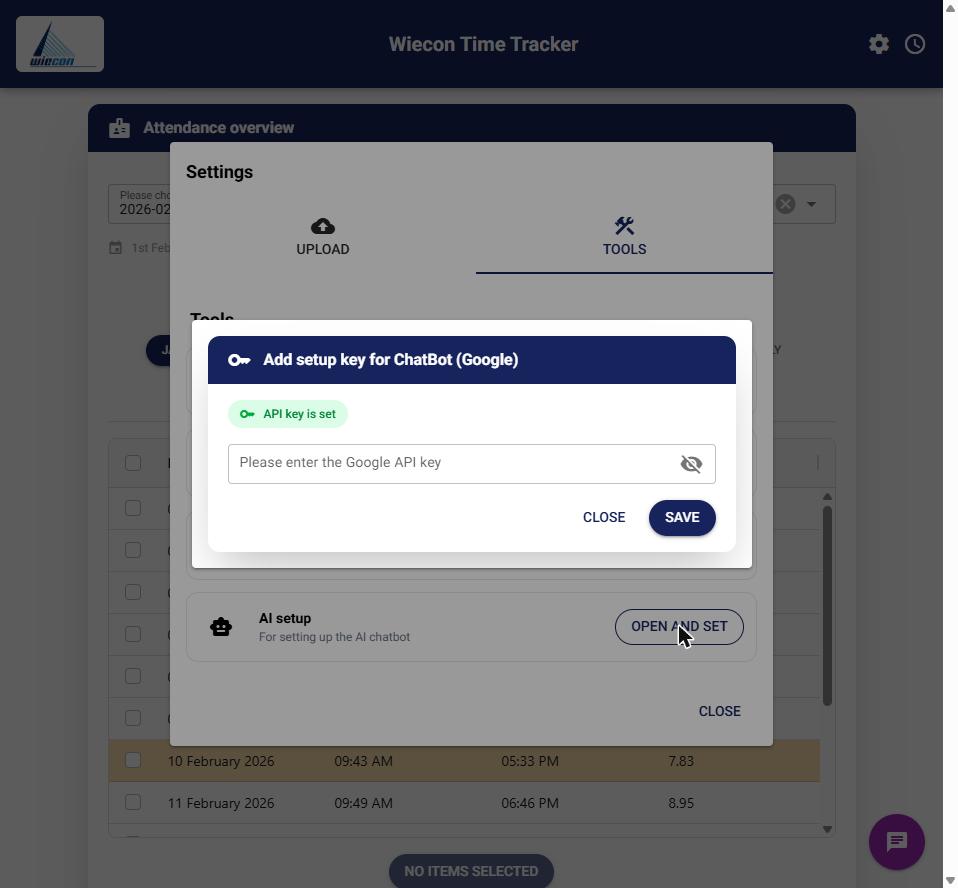 wiecon
Wiecon Time Tracker
Attendance overview
Settings
Please cho
2026-02
UPLOAD
TOOLS
1st Feb
Tools
Add setup key for ChatBot (Google)
API key is set
Please enter the Google API key
CLOSE
SAVE
AI setup
For setting up the AI chatbot
OPEN AND SET
CLOSE
10 February 2026 09:43 AM 05:33 PM 7.83
11 February 2026 09:49 AM 06:46 PM 8.95
NO ITEMS SELECTED